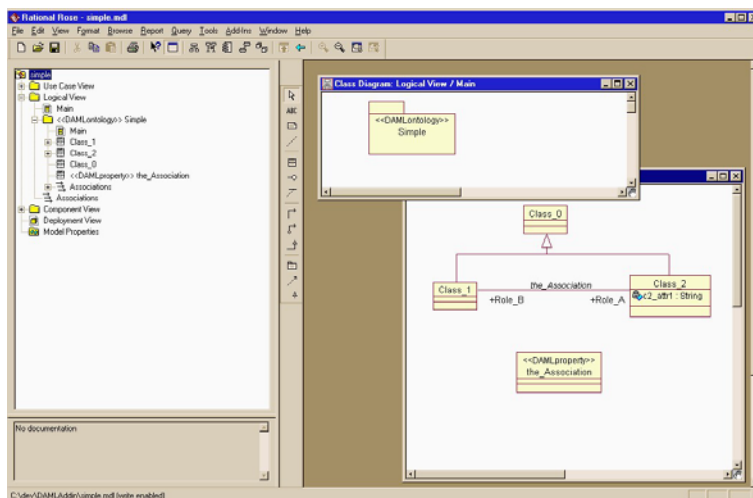 Rational Rose - simple.mdl
File Edit View Format Browse Report Query Tools Add-Ins Window Help
simple
Use Case View
Logical View
Main
<<DAMLontology>> Simple
Main
Class_1
Class_2
Class_0
<<DAMLproperty>> the_Association
Associations
Associations
Component View
Deployment View
Model Properties
ABC
Class Diagram: Logical View / Main
<<DAMLontology>>
Simple
Class_0
Class_1
the_Association
+Role_B
+Role_A
Class_2
c2_attr1 : String
<<DAMLproperty>>
the_Association
No documentation
C:\dev\DAMLAddin\simple.mdl (write enabled)